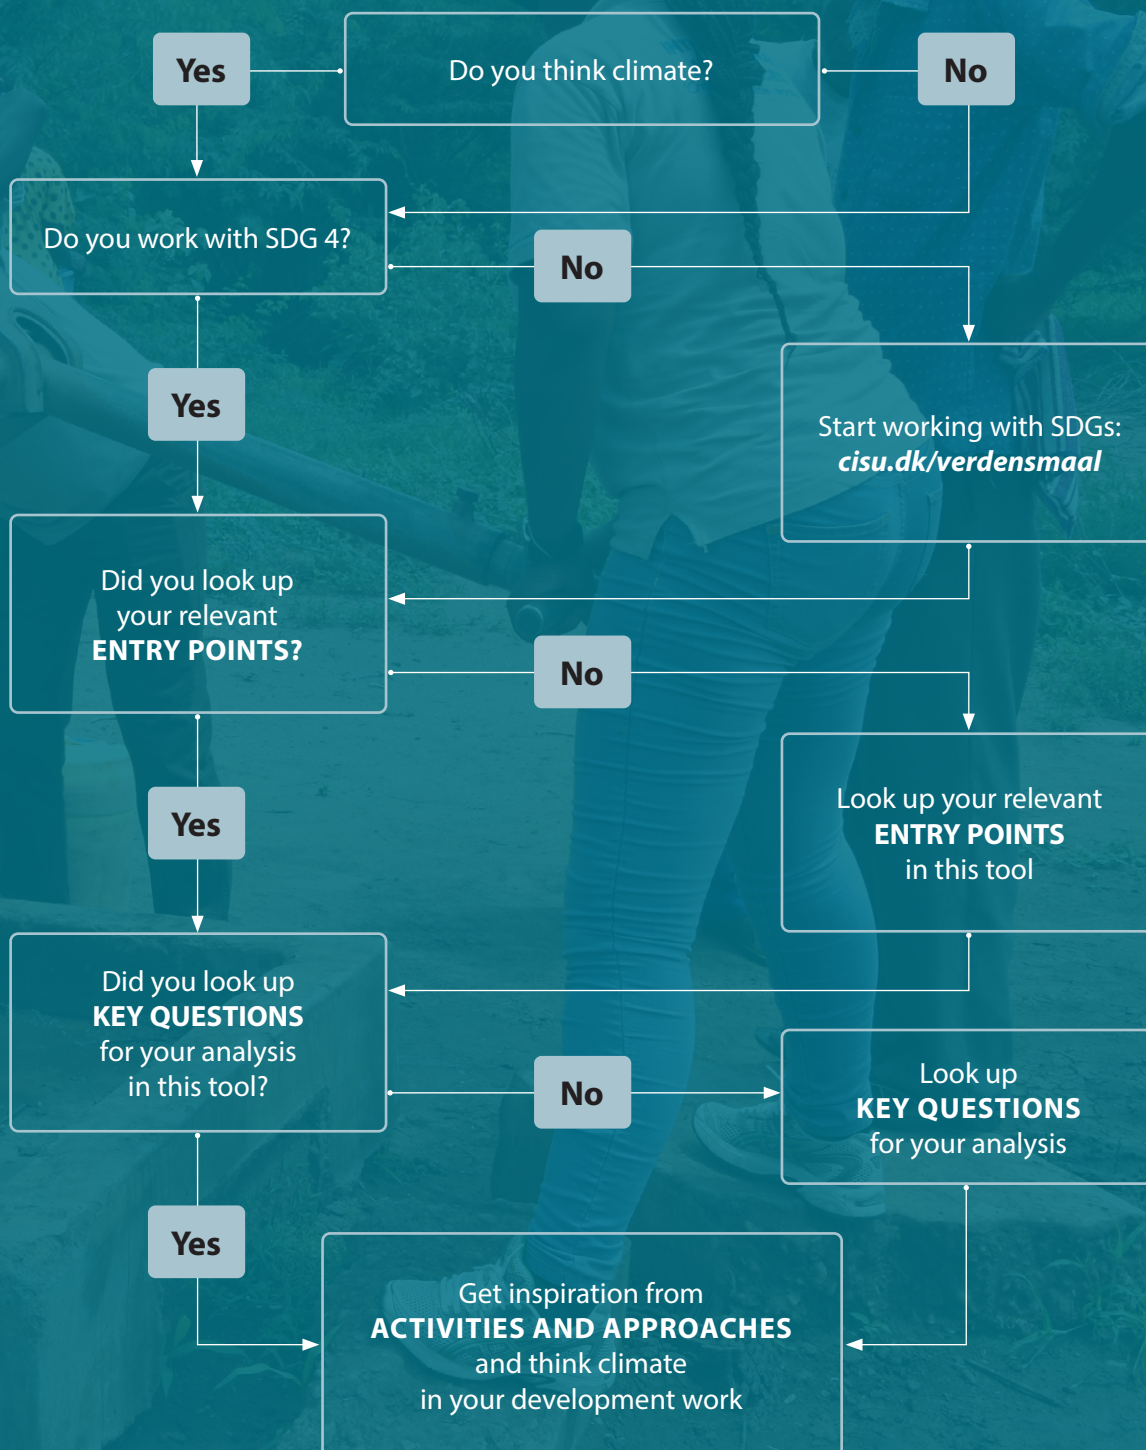 Yes
Do you think climate?
No
Do you work with SDG 4?
No
Yes
Start working with SDGs:
cisu.dk/verdensmaal
Did you look up
your relevant
ENTRY POINTS?
No
Yes
Look up your relevant
ENTRY POINTS
in this tool
Did you look up
KEY QUESTIONS
for your analysis
in this tool?
No
Look up
KEY QUESTIONS
for your analysis
Yes
Get inspiration from
ACTIVITIES AND APPROACHES
and think climate
in your development work